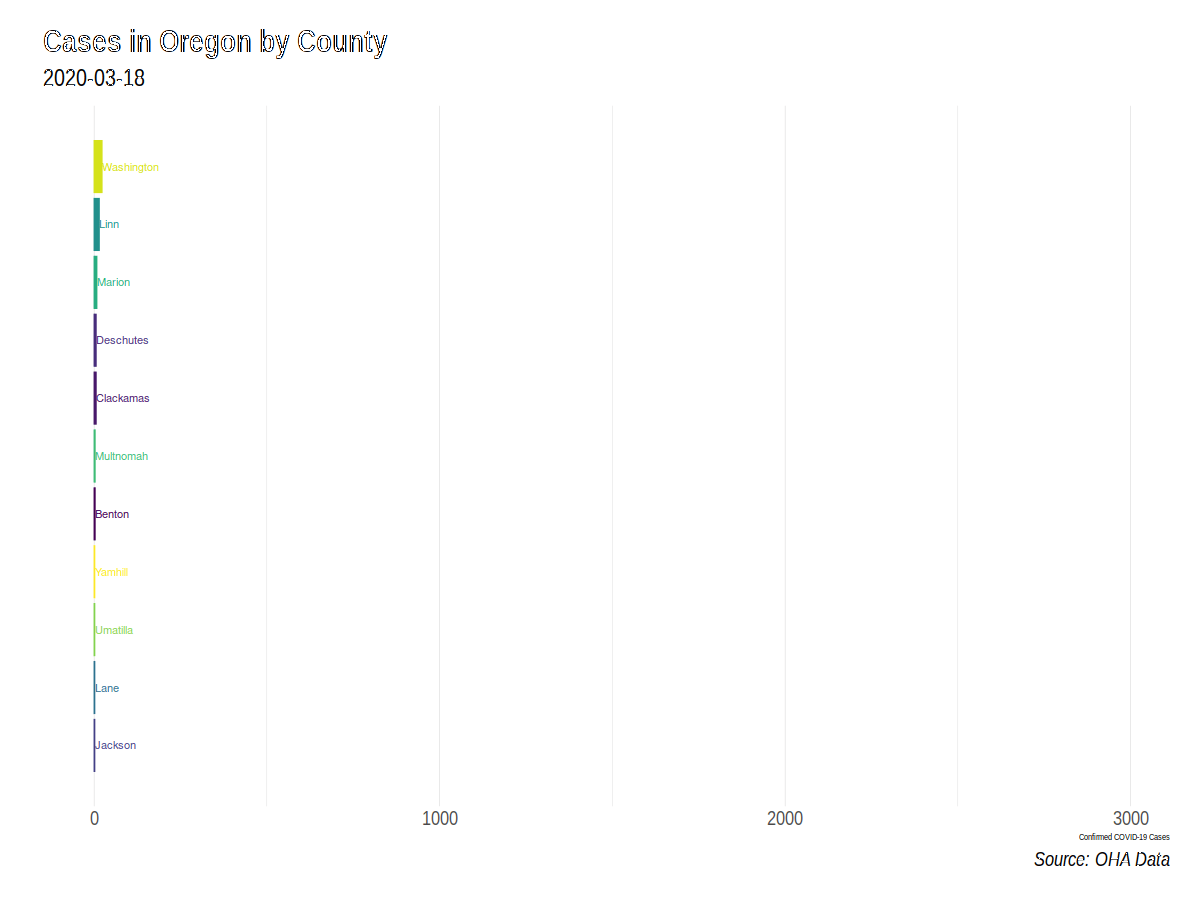 Cases in Oregon by County
2020-03-18
Washington
Linn
Marion
Deschutes
Clackamas
Multnomah
Benton
Yamhill
Umatilla
Lane
Jackson
0 1000 2000 3000
Confirmed COVID-19 Cases
Source: OHA Data